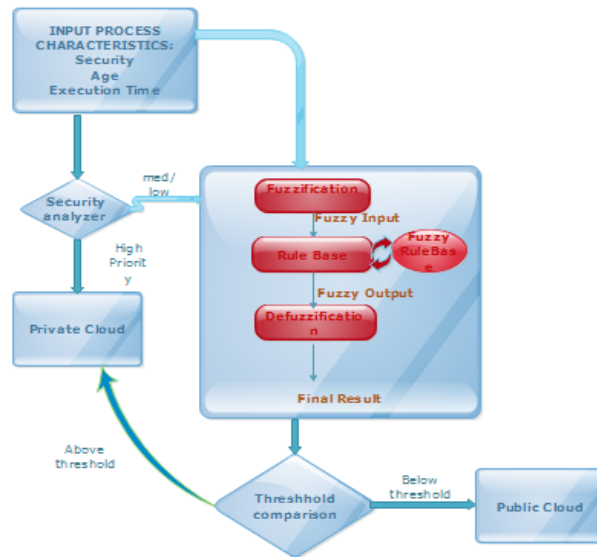 INPUT PROCESS
CHARACTERISTICS:
Security
Age
Execution Time
med/
low
Security
analyzer
High
Priorit
y
Private Cloud
Fuzzification
Fuzzy Input
Rule Base
Fuzzy
RuleBas
e
Fuzzy Output
Defuzzificatio
n
Final Result
Above
threshold
Threshhold
comparison
Below
threshold
Public Cloud